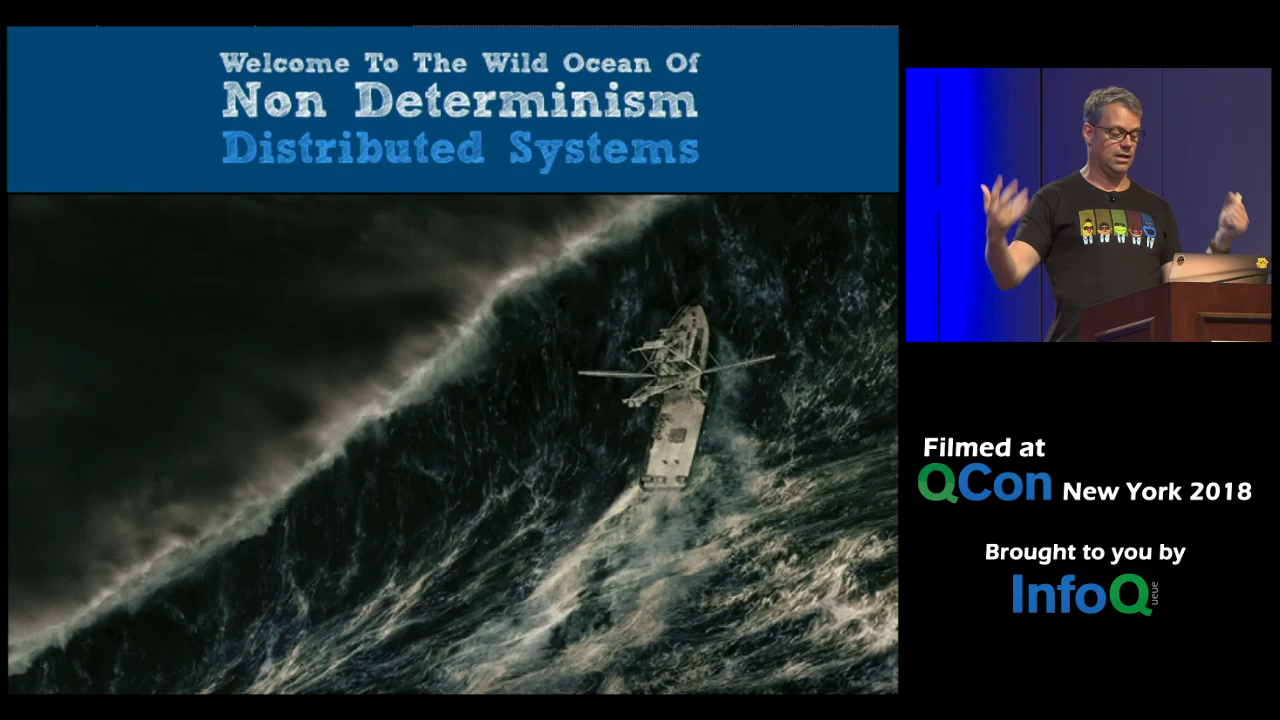 Welcome To The Wild Ocean Of
Non Determinism
Distributed Systems
Filmed at
QCon New York 2018
Brought to you by
InfoQ
ueue